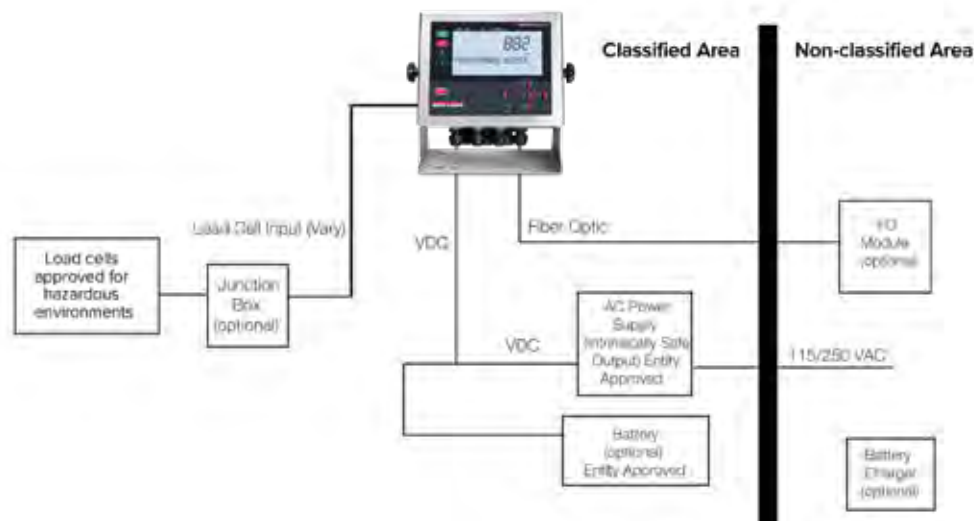 882
Classified Area
Non-classified Area
Load Cell Input (Vary)
VDC
Fiber Optic
I/O
Module
(optional)
Load cells
approved for
hazardous
environments
Junction
Box
(optional)
AC Power
Supply
(Intrinsically Safe
Output) Entity
Approved
VDC
115/250 VAC
Battery
(optional)
Entity Approved
Battery
Charger
(optional)